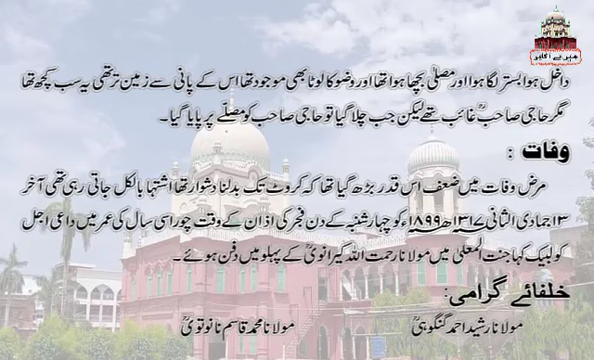 داخل ہوا بستر لگا ہوا اور مصلّٰی بچھا ہوا تھا اور وضو کا لوٹا بھی موجود تھا اس کے پانی سے زمین تر تھی یہ سب کچھ تھا
مگر حاجی صاحبؒ غائب تھے لیکن جب چلا گیا تو حاجی صاحب کو مصلّے پر پایا گیا۔
وفات :
مرض وفات میں ضعف اس قدر بڑھ گیا تھا کہ کروٹ تک بدلنا دشوار تھا اشتہا بالکل جاتی رہی تھی آخر
۱۳ جمادی الثانی ۱۳۱۷ھ ۱۸۹۹ء کو چہار شنبہ کے دن فجر کی اذان کے وقت چوراسی سال کی عمر میں داعی اجل
کو لبیک کہا جنت المعلیٰ میں مولانا رحمت اللہ کیرانویؒ کے پہلو میں دفن ہوئے۔
خلفائے گرامی:
مولانا رشید احمد گنگوہیؒ مولانا محمد قاسم نانوتویؒ